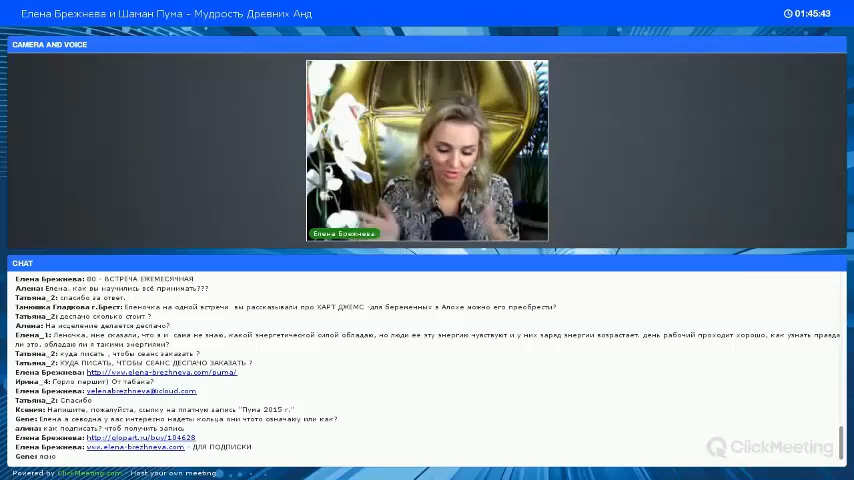 Елена Брежнева и Шаман Пума - Мудрость Древних Анд
01:45:43
CAMERA AND VOICE
Елена Брежнева
CHAT
Елена Брежнева: 80 - ВСТРЕЧА ЕЖЕМЕСЯЧНАЯ
Алена: Елена, как вы научились всё принимать???
Татьяна_2: спасибо за ответ.
Танюшка Гладкова г.Брест: Еленочка на одной встречи вы рассказывали про ХАРТ ДЖЕМС -для беременных в Алохе можно его преобрести?
Татьяна_2: деспачо сколько стоит ?
Алена: На исцеление делается деспачо?
Елена_1: Леночка, мне сказали, что я и сама не знаю, какой энергетической силой обладаю, но люди ее эту энергию чувствуют и у них заряд энергии возрастает. день рабочий проходит хорошо, как узнать правда
ли это, обладаю ли я такими энергиями?
Татьяна_2: куда писать , чтобы сеанс заказать ?
Татьяна_2: КУДА ПИСАТЬ, ЧТОБЫ СЕАНС ДЕСПАЧО ЗАКАЗАТЬ ?
Елена Брежнева: http://www.elena-brezhneva.com/puma/
Ирина_4: Горло першит) От табака?
Елена Брежнева: yelenabrezhneva@icloud.com
Татьяна_2: Спасибо
Ксения: Напишите, пожалуйста, ссылку на платную запись "Пума 2015 г."
Gene: Елена а севодна у вас интересно надеты кольца они чтото означаюу или как?
алина: как подписать? чтоб получить запись
Елена Брежнева: http://glopart.ru/buy/104628
Елена Брежнева: www.elena-brezhneva.com - ДЛЯ ПОДПИСКИ
Gene: ясно
ClickMeeting
Powered by ClickMeeting.com - Host your own meeting